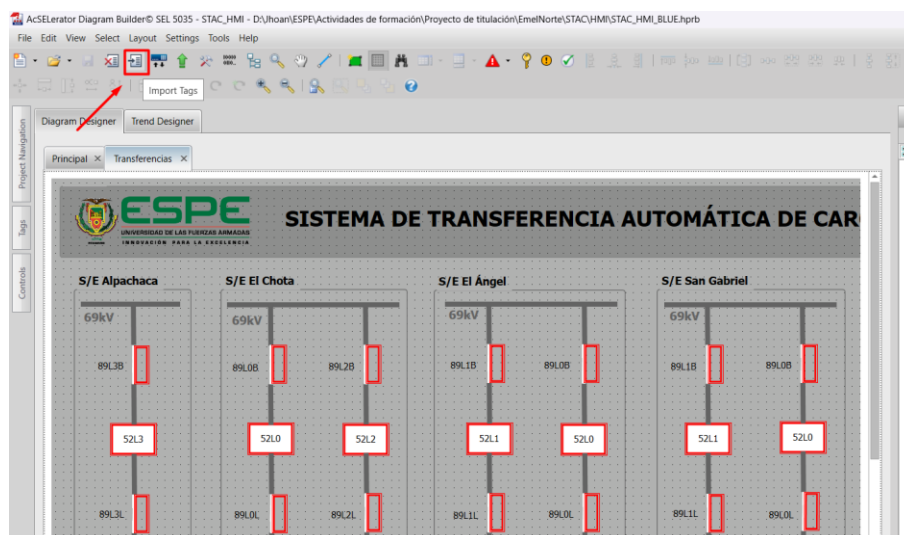 AcSELerator Diagram Builder© SEL 5035 - STAC_HMI - D:\Jhoan\ESPE\Actividades de formación\Proyecto de titulación\EmelNorte\STAC\HMI\STAC_HMI_BLUE.hprb
File Edit View Select Layout Settings Tools Help
Import Tags
Project Navigation
Tags
Controls
Diagram Designer Trend Designer
Principal × Transferencias ×
ESPE
UNIVERSIDAD DE LAS FUERZAS ARMADAS
INNOVACIÓN PARA LA EXCELENCIA
SISTEMA DE TRANSFERENCIA AUTOMÁTICA DE CAR
S/E Alpachaca S/E El Chota S/E El Ángel S/E San Gabriel
69kV 69kV 69kV 69kV
89L3B 89L0B 89L2B 89L1B 89L0B 89L1B 89L0B
52L3 52L0 52L2 52L1 52L0 52L1 52L0
89L3L 89L0L 89L2L 89L1L 89L0L 89L1L 89L0L